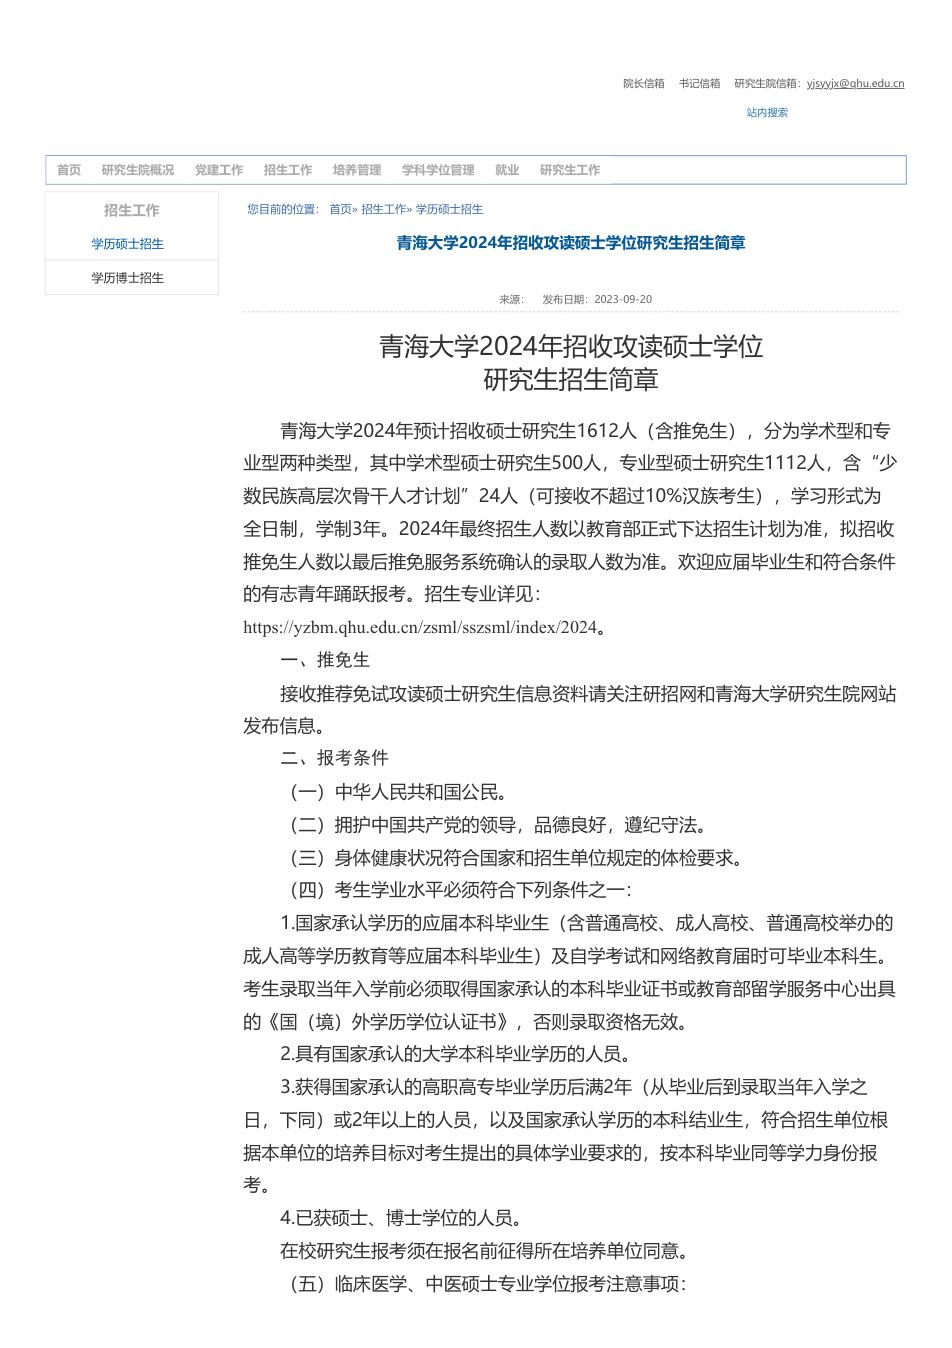 院长信箱 书记信箱 研究生院信箱：yjsyyjx@qhu.edu.cn
站内搜索
首页 研究生院概况 党建工作 招生工作 培养管理 学科学位管理 就业 研究生工作
招生工作
学历硕士招生
学历博士招生
您目前的位置： 首页» 招生工作» 学历硕士招生
青海大学2024年招收攻读硕士学位研究生招生简章
来源： 发布日期：2023-09-20
青海大学2024年招收攻读硕士学位
研究生招生简章
青海大学2024年预计招收硕士研究生1612人（含推免生），分为学术型和专
业型两种类型，其中学术型硕士研究生500人，专业型硕士研究生1112人，含“少
数民族高层次骨干人才计划”24人（可接收不超过10%汉族考生），学习形式为
全日制，学制3年。2024年最终招生人数以教育部正式下达招生计划为准，拟招收
推免生人数以最后推免服务系统确认的录取人数为准。欢迎应届毕业生和符合条件
的有志青年踊跃报考。招生专业详见：
https://yzbm.qhu.edu.cn/zsml/sszsml/index/2024。
一、推免生
接收推荐免试攻读硕士研究生信息资料请关注研招网和青海大学研究生院网站
发布信息。
二、报考条件
（一）中华人民共和国公民。
（二）拥护中国共产党的领导，品德良好，遵纪守法。
（三）身体健康状况符合国家和招生单位规定的体检要求。
（四）考生学业水平必须符合下列条件之一：
1.国家承认学历的应届本科毕业生（含普通高校、成人高校、普通高校举办的
成人高等学历教育等应届本科毕业生）及自学考试和网络教育届时可毕业本科生。
考生录取当年入学前必须取得国家承认的本科毕业证书或教育部留学服务中心出具
的《国（境）外学历学位认证书》，否则录取资格无效。
2.具有国家承认的大学本科毕业学历的人员。
3.获得国家承认的高职高专毕业学历后满2年（从毕业后到录取当年入学之
日，下同）或2年以上的人员，以及国家承认学历的本科结业生，符合招生单位根
据本单位的培养目标对考生提出的具体学业要求的，按本科毕业同等学力身份报
考。
4.已获硕士、博士学位的人员。
在校研究生报考须在报名前征得所在培养单位同意。
（五）临床医学、中医硕士专业学位报考注意事项：